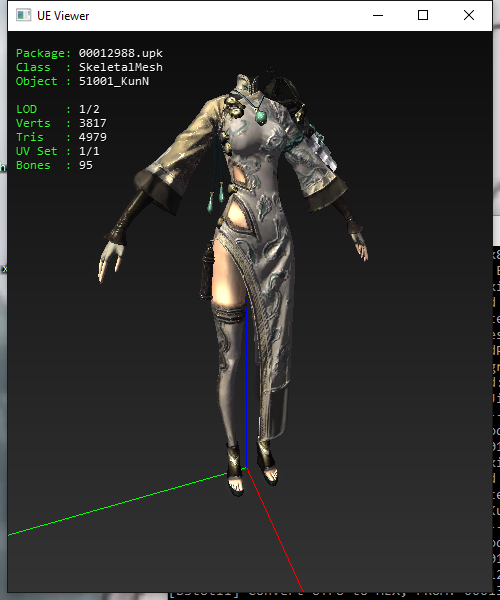 UE Viewer
Package: 00012988.upk
Class : SkeletalMesh
Object : 51001_KunN
LOD : 1/2
Verts : 3817
Tris : 4979
UV Set : 1/1
Bones : 95